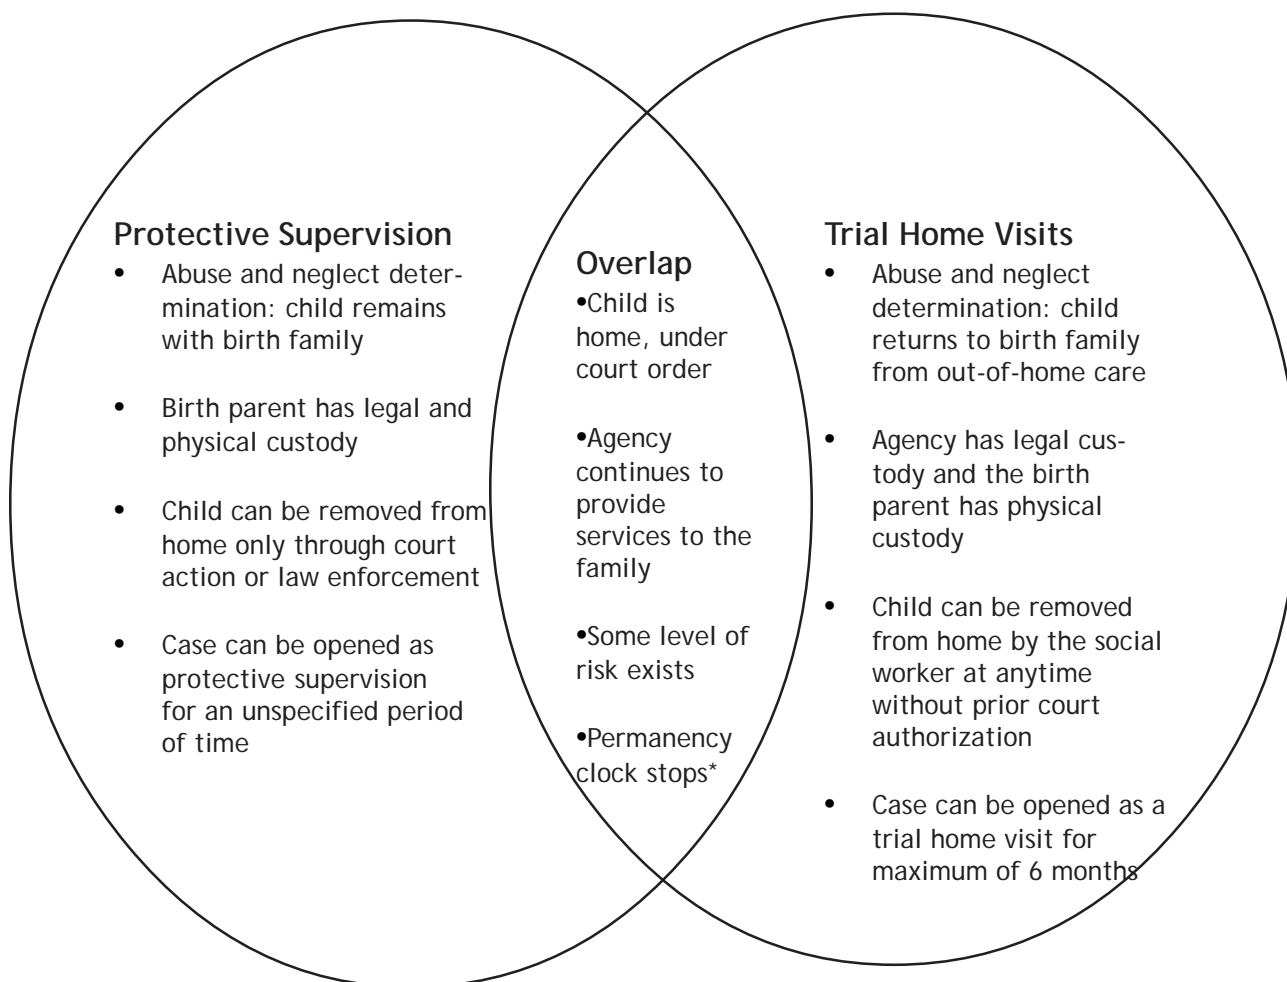 Protective Supervision
• Abuse and neglect deter-
mination: child remains
with birth family
• Birth parent has legal and
physical custody
• Child can be removed from
home only through court
action or law enforcement
• Case can be opened as
protective supervision
for an unspecified period
of time
Overlap
•Child is
home, under
court order
•Agency
continues to
provide
services to the
family
•Some level of
risk exists
•Permanency
clock stops*
Trial Home Visits
• Abuse and neglect
determination: child
returns to birth family
from out-of-home care
• Agency has legal cus-
tody and the birth
parent has physical
custody
• Child can be removed
from home by the social
worker at anytime
without prior court
authorization
• Case can be opened as a
trial home visit for
maximum of 6 months